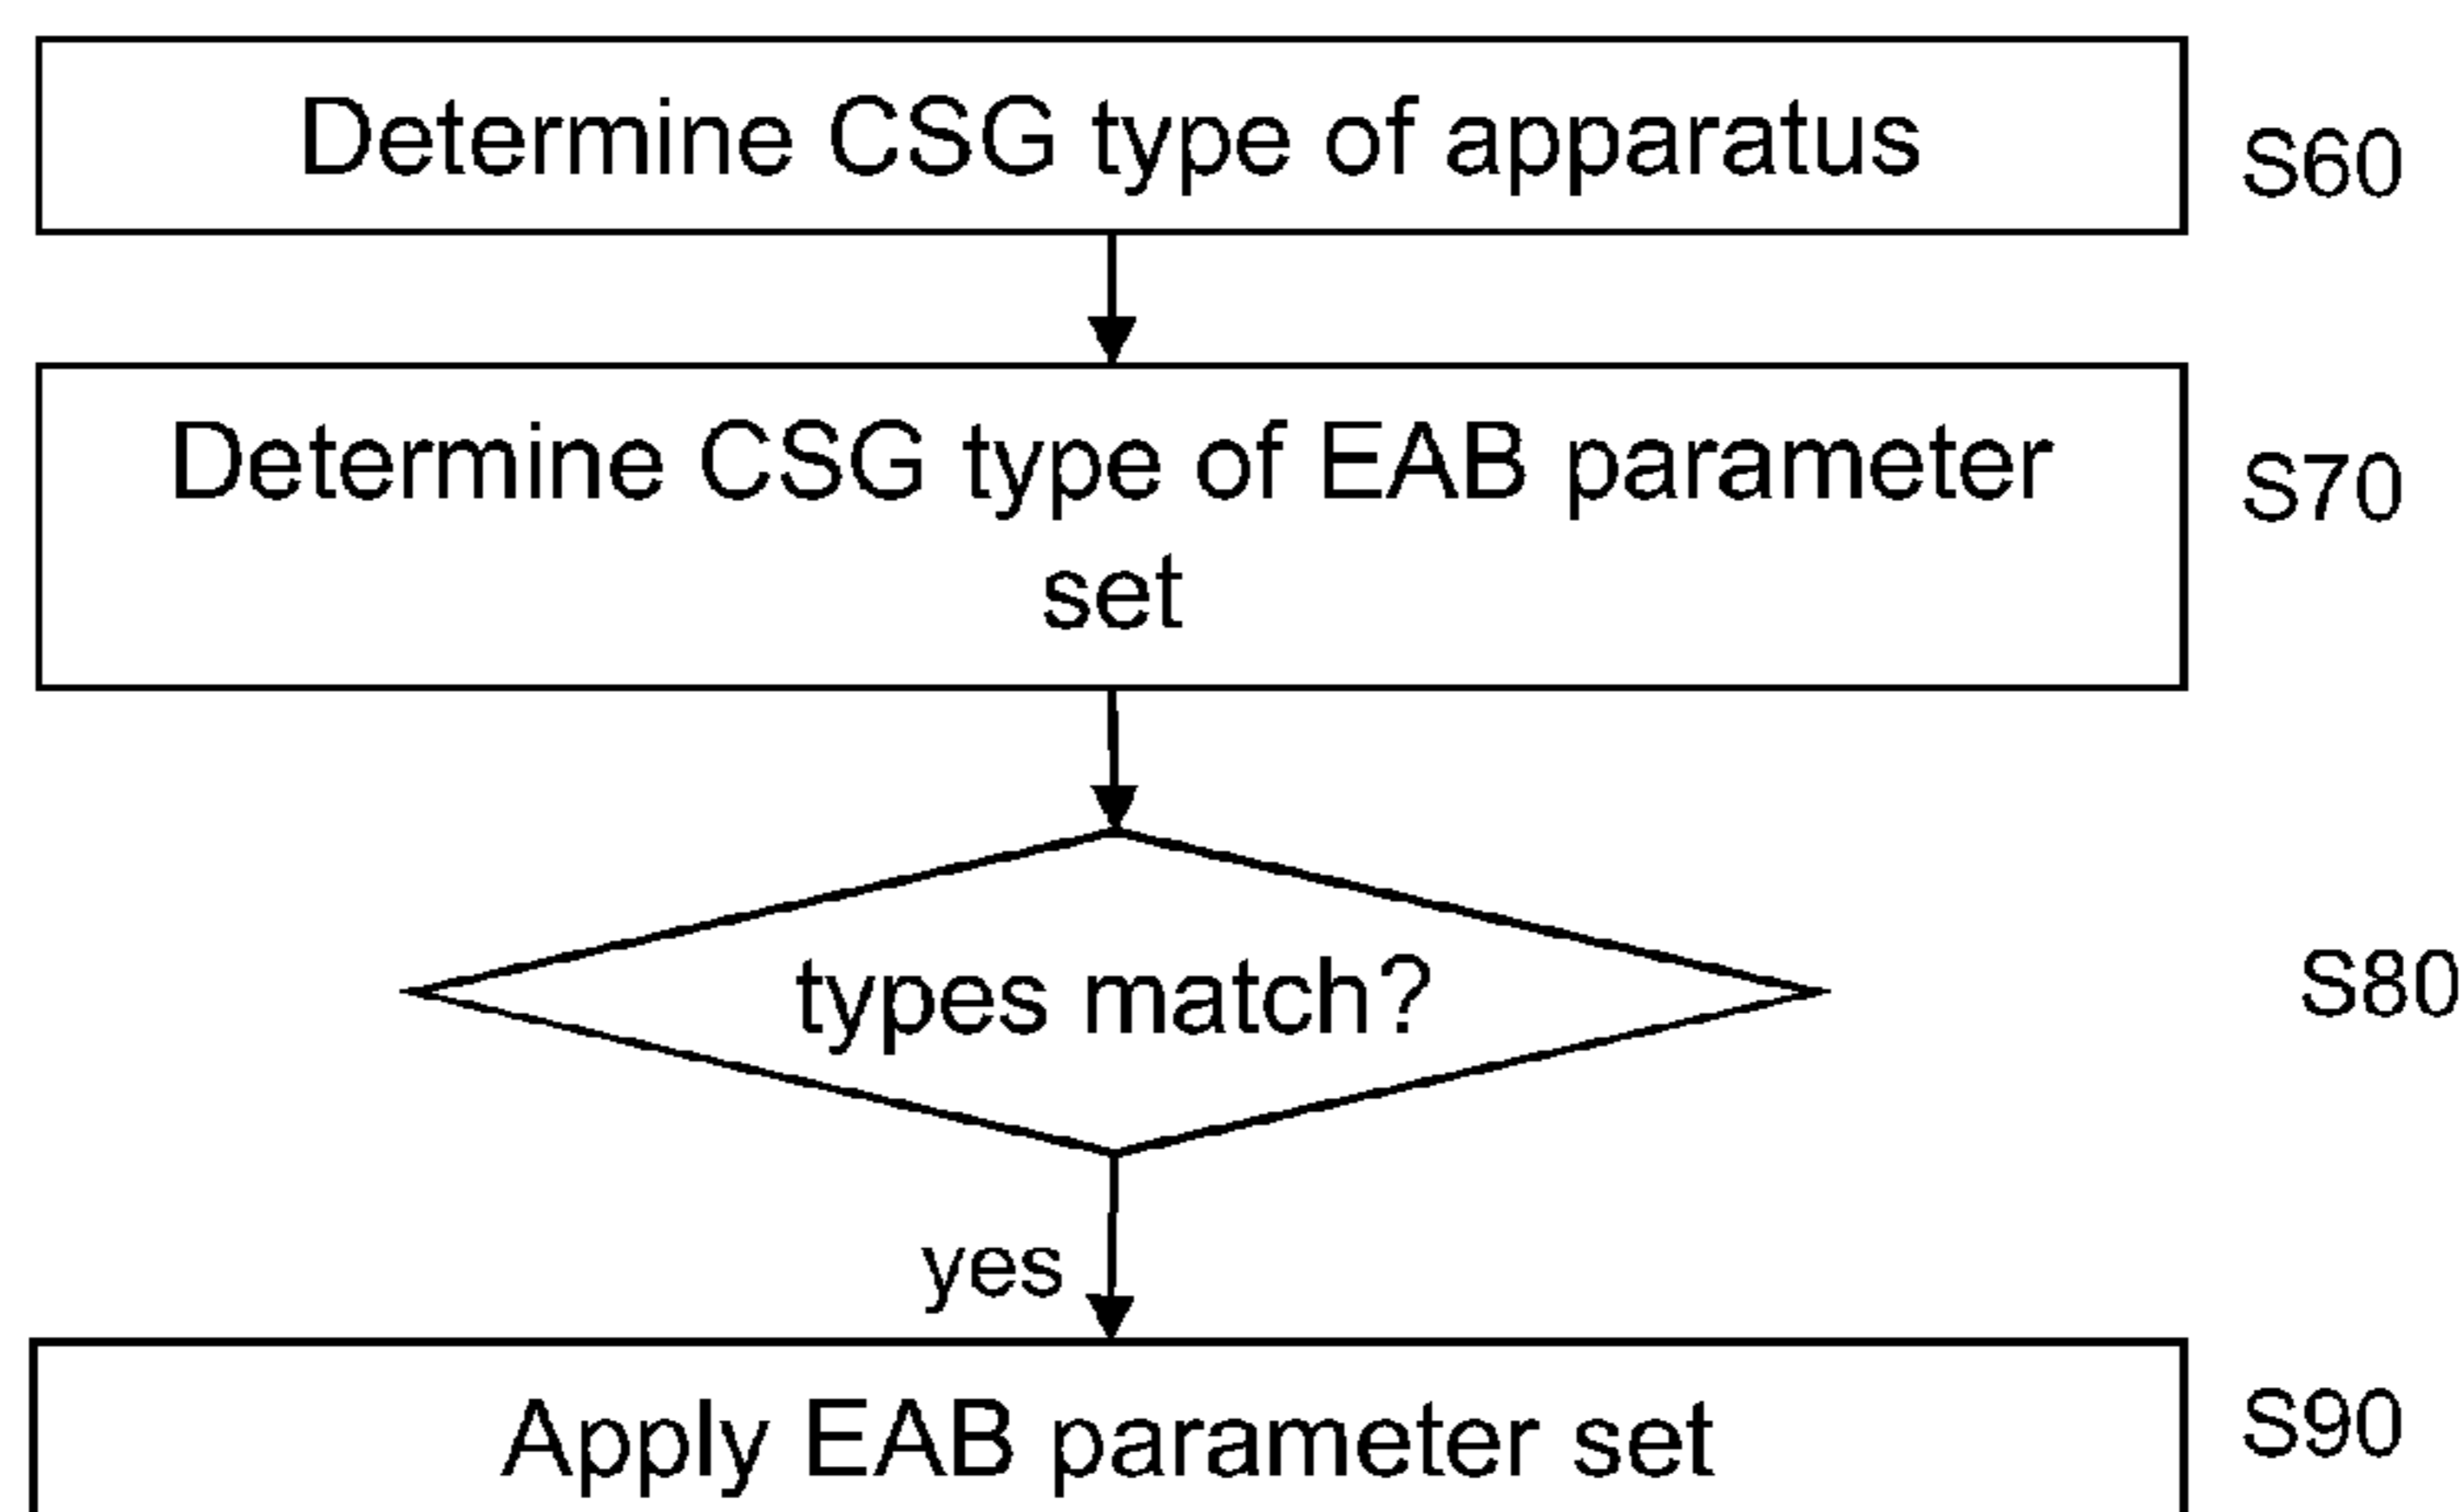 Determine CSG type of apparatus
S60
Determine CSG type of EAB parameter
set
S70
types match?
S80
yes
Apply EAB parameter set
S90